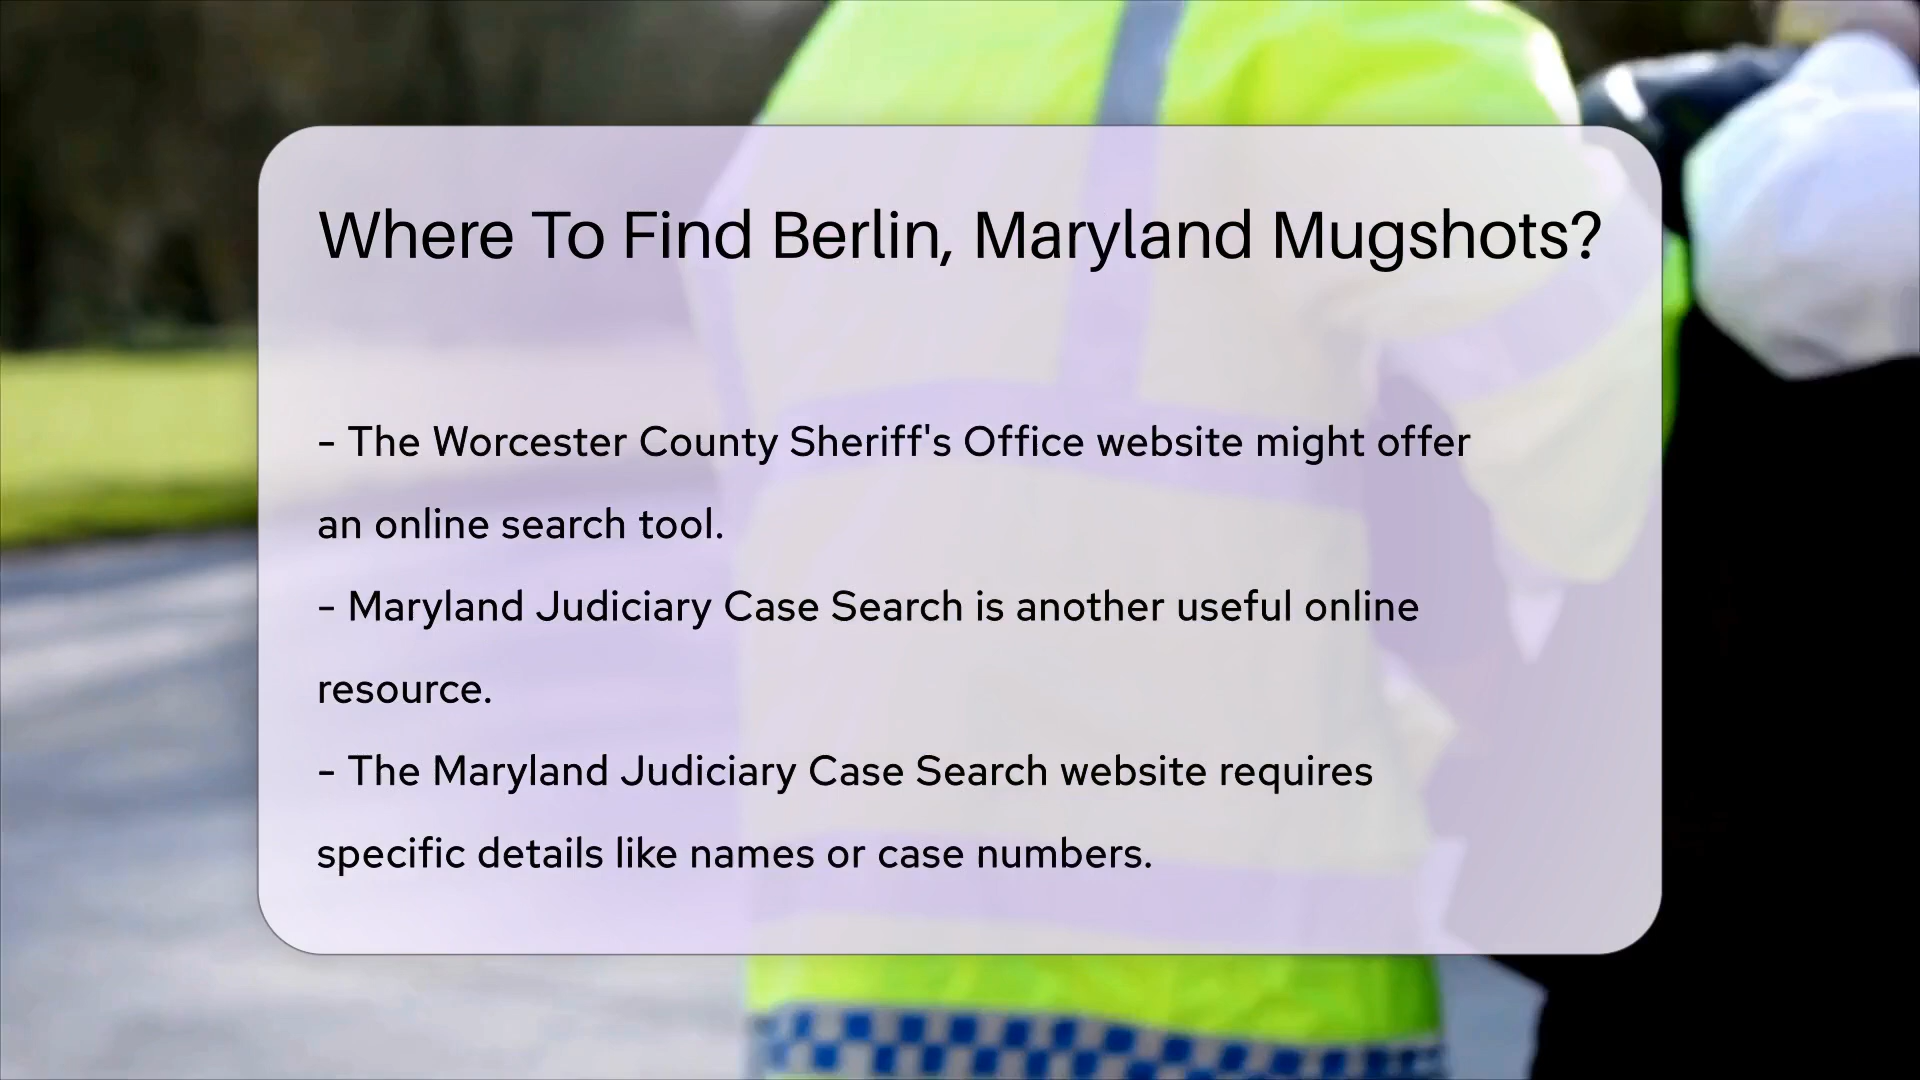 Where To Find Berlin, Maryland Mugshots?
- The Worcester County Sheriff's Office website might offer
an online search tool.
- Maryland Judiciary Case Search is another useful online
resource.
- The Maryland Judiciary Case Search website requires
specific details like names or case numbers.